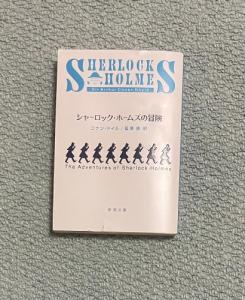 SHERLOCK
HOLMES
Sir Arthur Conan Doyle
シャーロック・ホームズの冒険
コナン・ドイル/延原 謙 訳
The Adventures of Sherlock Holmes
新潮文庫